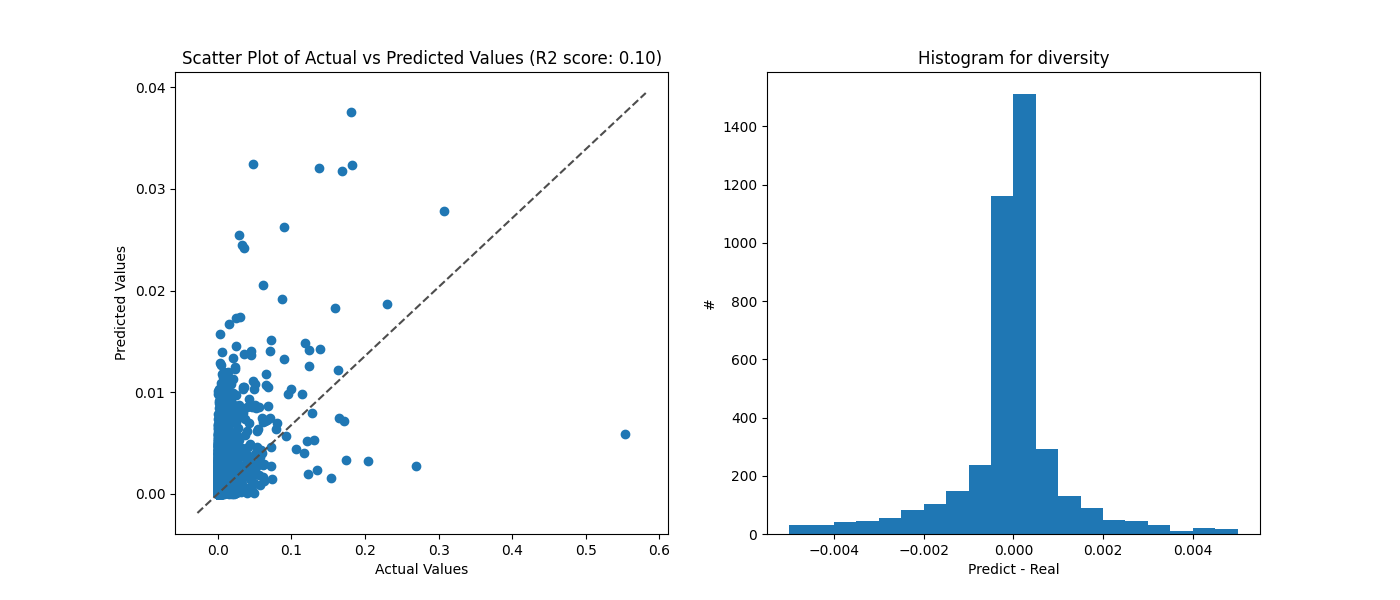 Scatter Plot of Actual vs Predicted Values (R2 score: 0.10)
0.04
0.03
0.02
0.01
0.00
Predicted Values
0.0 0.1 0.2 0.3 0.4 0.5 0.6
Actual Values
Histogram for diversity
1400
1200
1000
800
600
400
200
0
#
−0.004 −0.002 0.000 0.002 0.004
Predict - Real